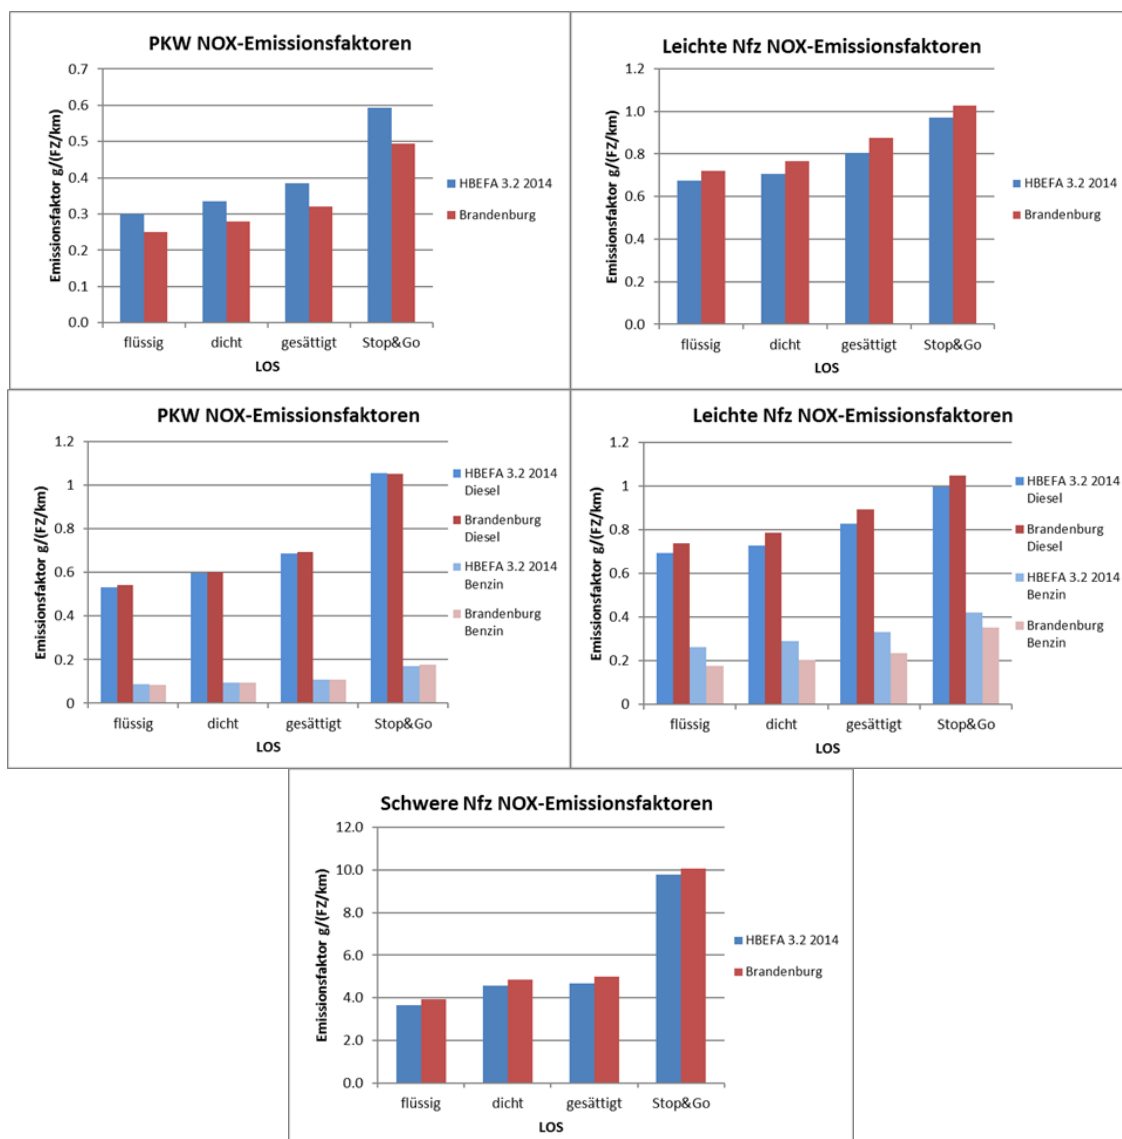 PKW NOX-Emissionsfaktoren
Emissionsfaktor g/(FZ/km)
0.7
0.6
0.5
0.4
0.3
0.2
0.1
0.0
flüssig dicht gesättigt Stop&Go
LOS
HBEFA 3.2 2014
Brandenburg
Leichte Nfz NOX-Emissionsfaktoren
Emissionsfaktor g/(FZ/km)
1.2
1.0
0.8
0.6
0.4
0.2
0.0
flüssig dicht gesättigt Stop&Go
LOS
HBEFA 3.2 2014
Brandenburg
PKW NOX-Emissionsfaktoren
Emissionsfaktor g/(FZ/km)
1.2
1
0.8
0.6
0.4
0.2
0
flüssig dicht gesättigt Stop&Go
LOS
HBEFA 3.2 2014
Diesel
Brandenburg
Diesel
HBEFA 3.2 2014
Benzin
Brandenburg
Benzin
Leichte Nfz NOX-Emissionsfaktoren
Emissionsfaktor g/(FZ/km)
1.2
1
0.8
0.6
0.4
0.2
0
flüssig dicht gesättigt Stop&Go
LOS
HBEFA 3.2 2014
Diesel
Brandenburg
Diesel
HBEFA 3.2 2014
Benzin
Brandenburg
Benzin
Schwere Nfz NOX-Emissionsfaktoren
Emissionsfaktor g/(FZ/km)
12.0
10.0
8.0
6.0
4.0
2.0
0.0
flüssig dicht gesättigt Stop&Go
LOS
HBEFA 3.2 2014
Brandenburg